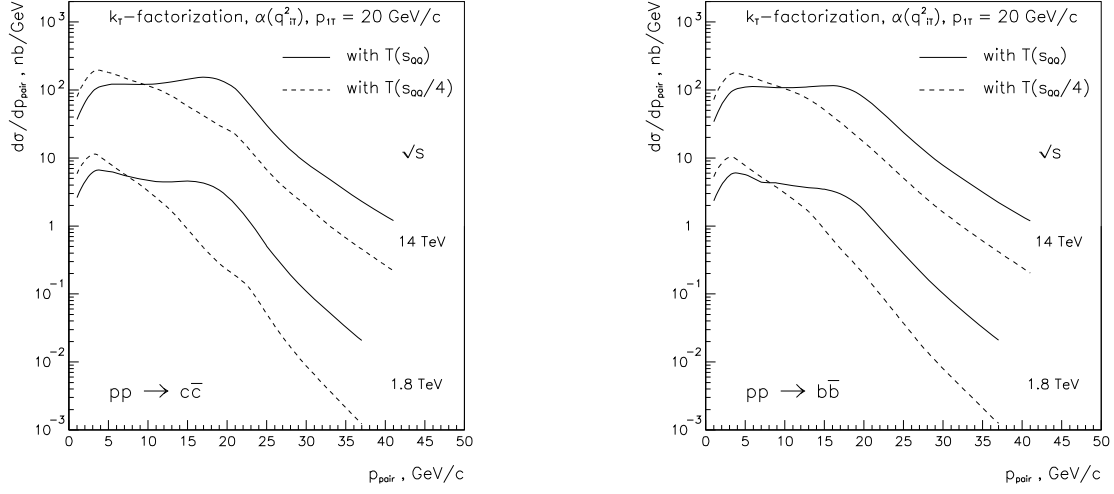 k_T-factorization, α(q²_iT), p_1T = 20 GeV/c
dσ/dp_pair , nb/GeV
10³
10²
10
1
10⁻¹
10⁻²
10⁻³
with T(s_QQ)
with T(s_QQ/4)
√s
14 TeV
1.8 TeV
pp → cc̅
0 5 10 15 20 25 30 35 40 45 50
p_pair , GeV/c
k_T-factorization, α(q²_iT), p_1T = 20 GeV/c
dσ/dp_pair , nb/GeV
10³
10²
10
1
10⁻¹
10⁻²
10⁻³
with T(s_QQ)
with T(s_QQ/4)
√s
14 TeV
1.8 TeV
pp → bb̅
0 5 10 15 20 25 30 35 40 45 50
p_pair , GeV/c